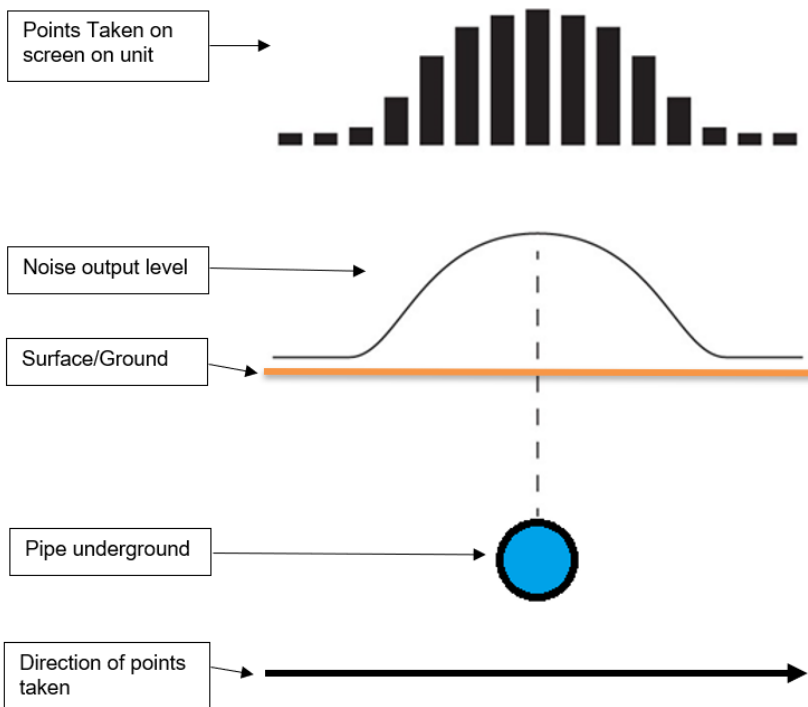 Points Taken on
screen on unit
Noise output level
Surface/Ground
Pipe underground
Direction of points
taken